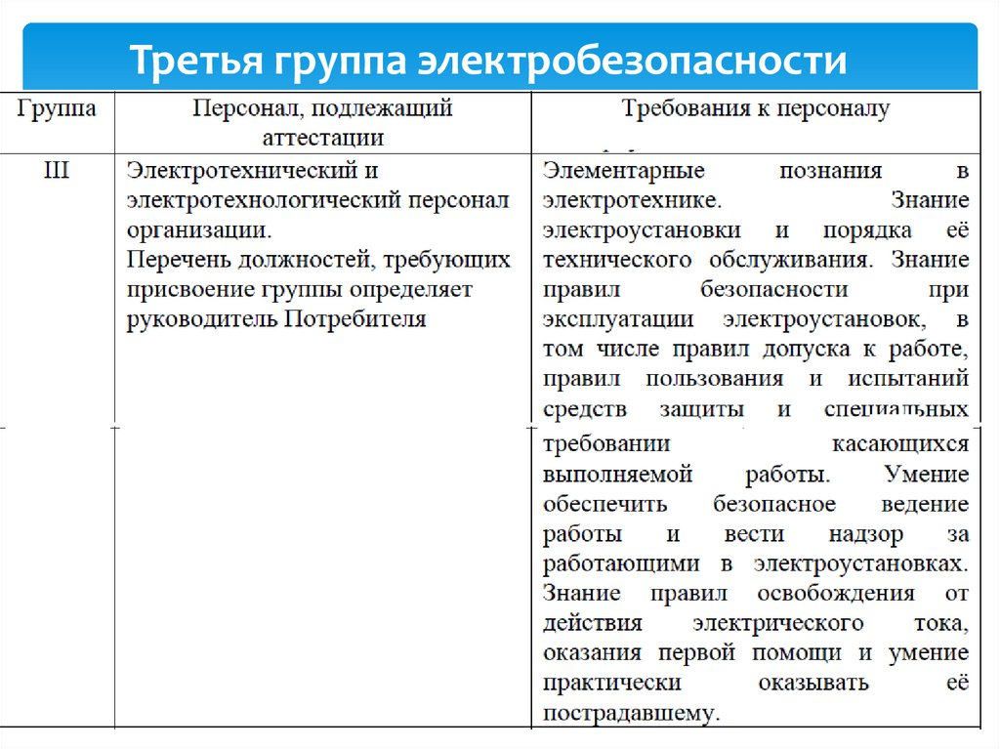 Третья группа электробезопасности
Группа
Персонал, подлежащий
аттестации
Требования к персоналу
III
Электротехнический и
электротехнологический персонал
организации.
Перечень должностей, требующих
присвоение группы определяет
руководитель Потребителя
Элементарные познания в
электротехнике. Знание
электроустановки и порядка её
технического обслуживания. Знание
правил безопасности при
эксплуатации электроустановок, в
том числе правил допуска к работе,
правил пользования и испытаний
средств защиты и специальных
требовании касающихся
выполняемой работы. Умение
обеспечить безопасное ведение
работы и вести надзор за
работающими в электроустановках.
Знание правил освобождения от
действия электрического тока,
оказания первой помощи и умение
практически оказывать её
пострадавшему.